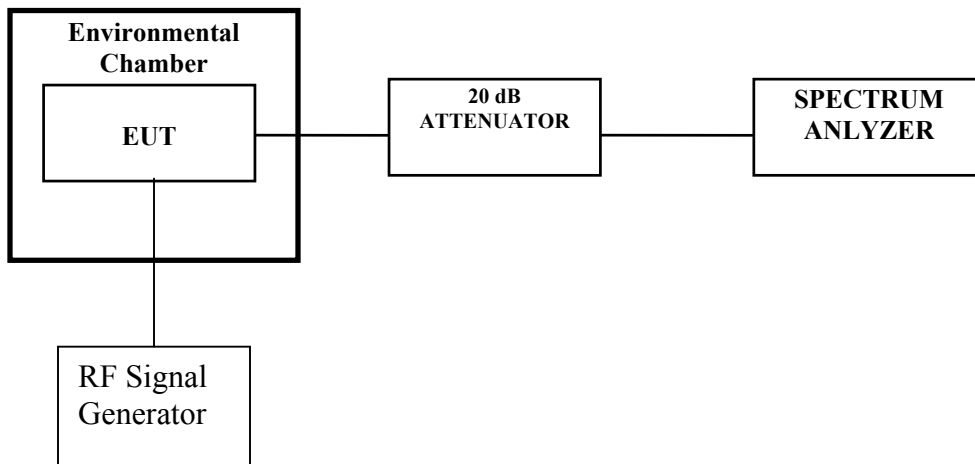 Environmental
Chamber
EUT
20 dB
ATTENUATOR
SPECTRUM
ANLYZER
RF Signal
Generator